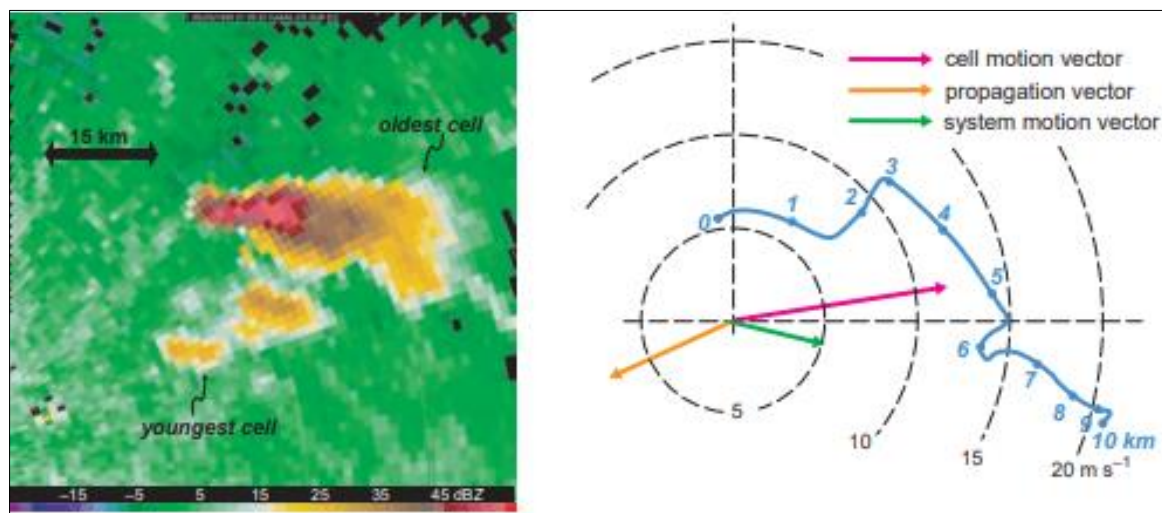 15 km
oldest cell
youngest cell
−15 −5 5 15 25 35 45 dBZ
cell motion vector
propagation vector
system motion vector
0
1
2
3
4
5
6
7
8
9
10 km
5
10
15
20 m s⁻¹